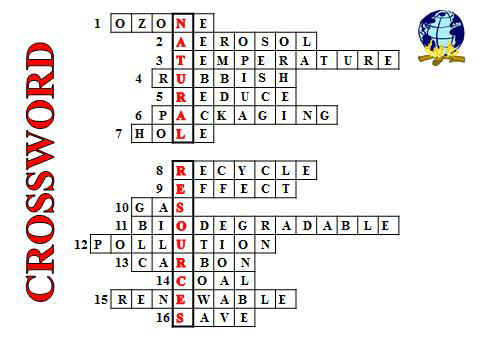 CROSSWORD
1 OZONE
2 AEROSOL
3 TEMPERATURE
4 RUBBISH
5 REDUCE
6 PACKAGING
7 HOLE
8 RECYCLE
9 EFFECT
10 GAS
11 BIODEGRADABLE
12 POLLUTION
13 CARBON
14 COAL
15 RENEWABLE
16 SAVE